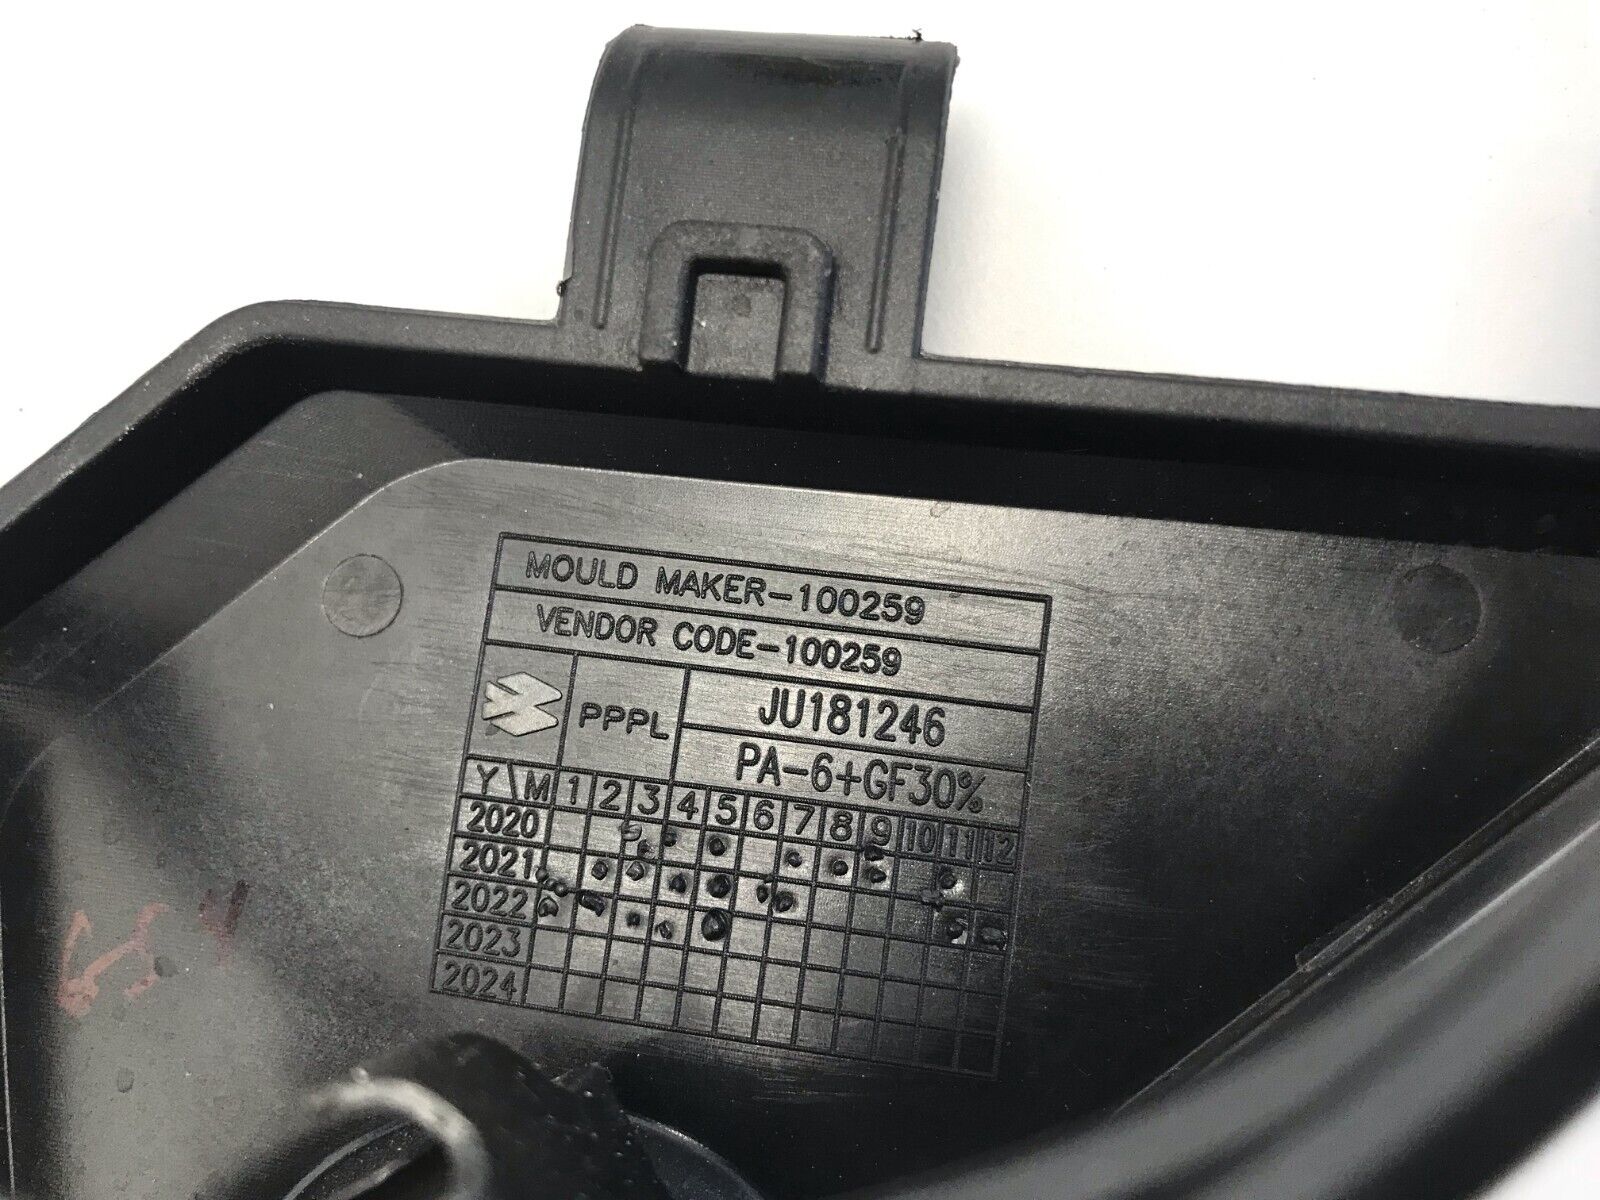 MOULD MAKER-100259
VENDOR CODE-100259
PPPL
JU181246
PA-6+GF30%
Y\M 1 2 3 4 5 6 7 8 9 10 11 12
2020
2021
2022
2023
2024